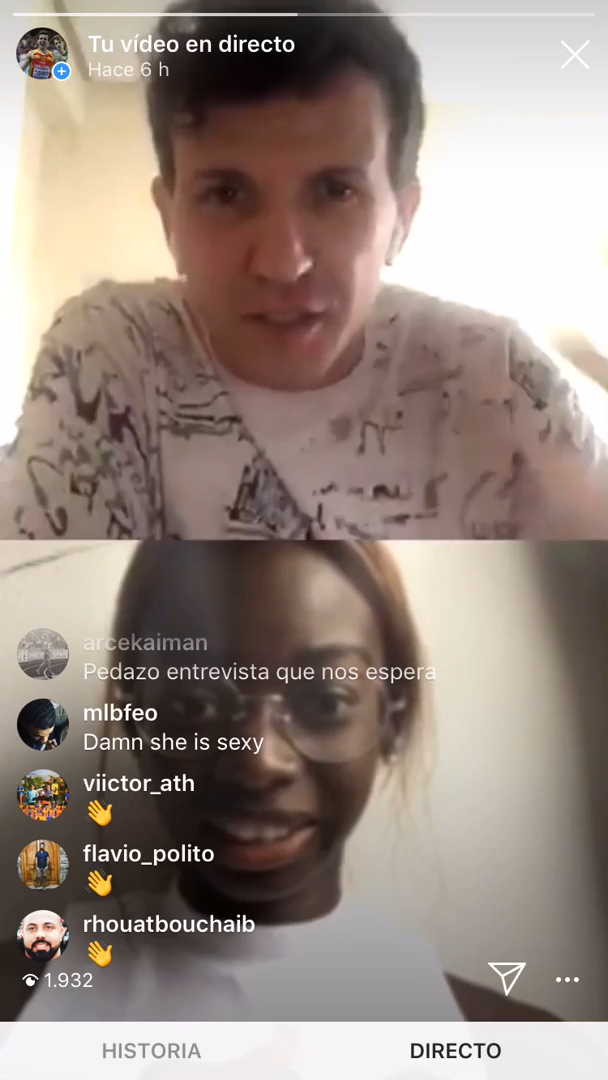 Tu vídeo en directo
Hace 6 h
arcekaiman
Pedazo entrevista que nos espera
mlbfeo
Damn she is sexy
viictor_ath
👋
flavio_polito
👋
rhouatbouchaib
👋
1.932
HISTORIA
DIRECTO